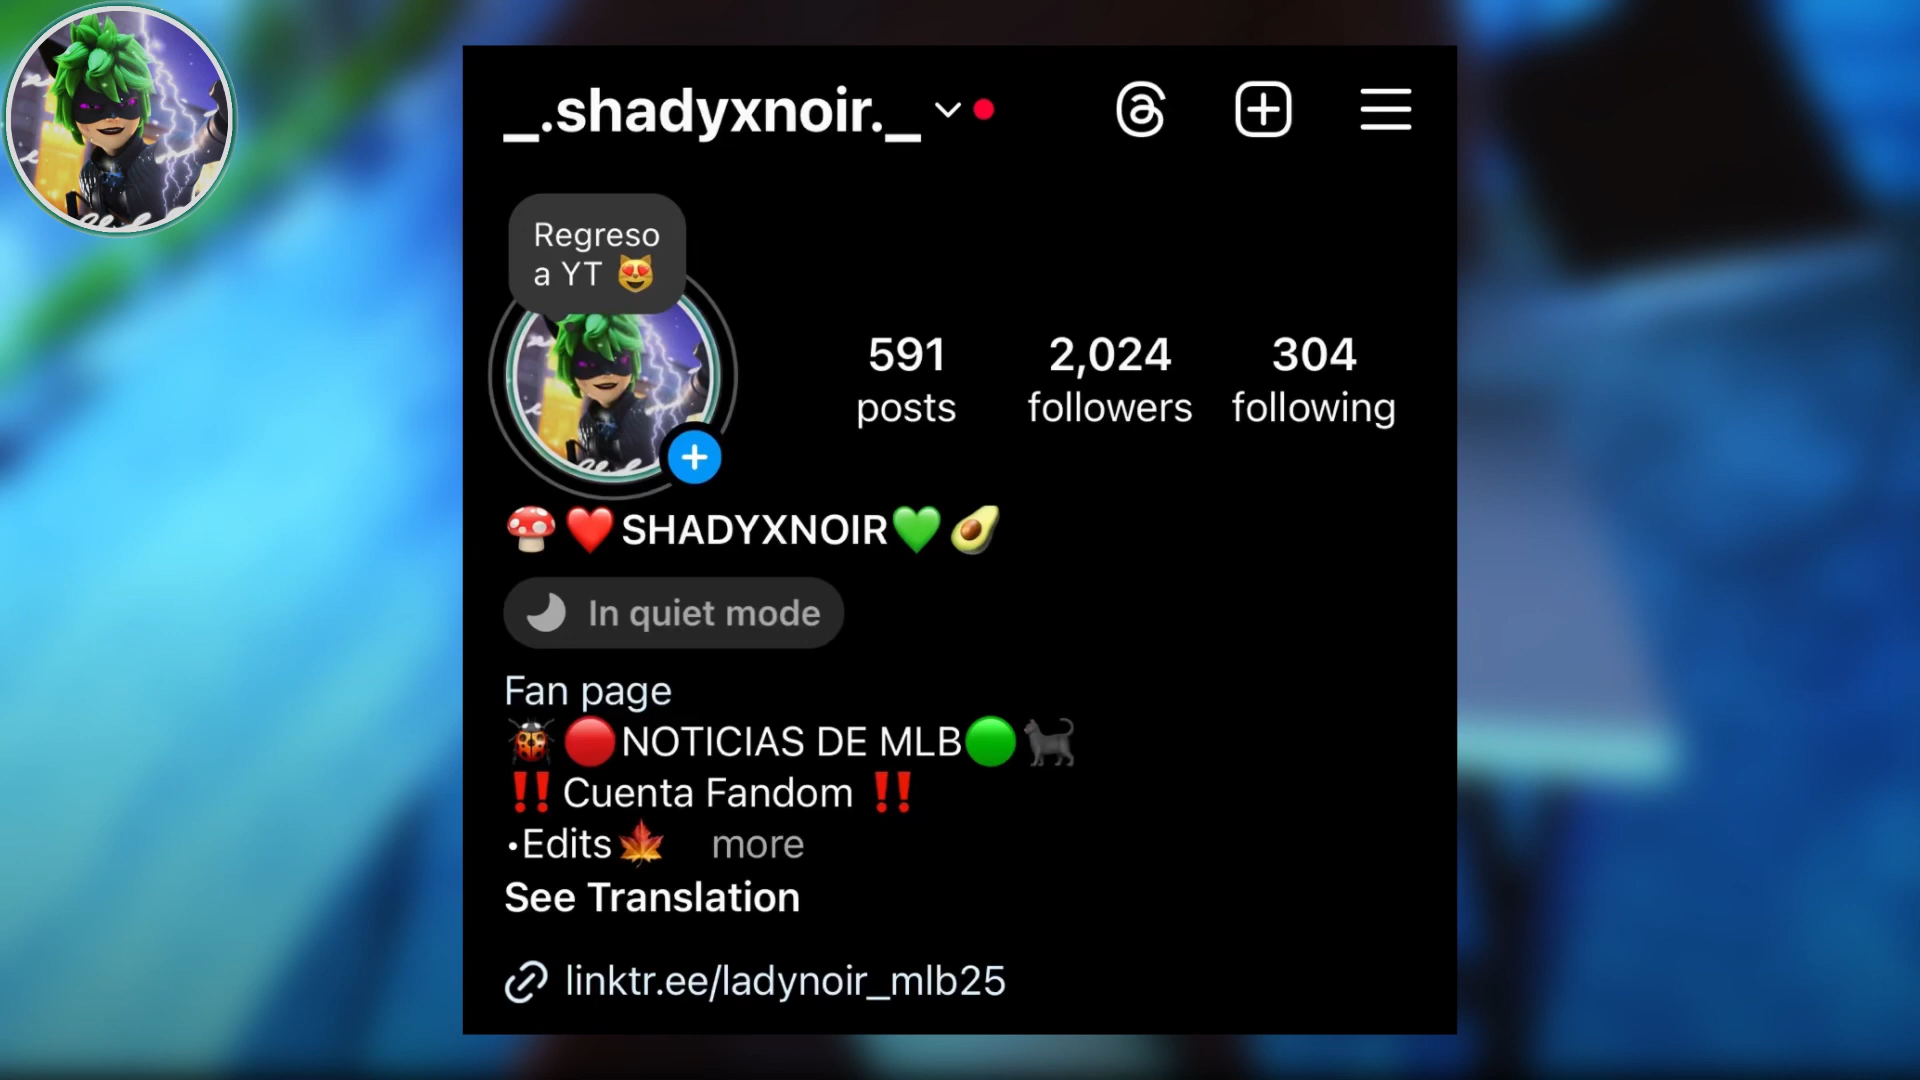 _.shadyxnoir._
Regreso
a YT 😻
591 2,024 304
posts followers following
🍄❤️SHADYXNOIR💚🥑
In quiet mode
Fan page
🐞🔴NOTICIAS DE MLB🟢🐈‍⬛
‼️ Cuenta Fandom ‼️
•Edits🍁 more
See Translation
linktr.ee/ladynoir_mlb25